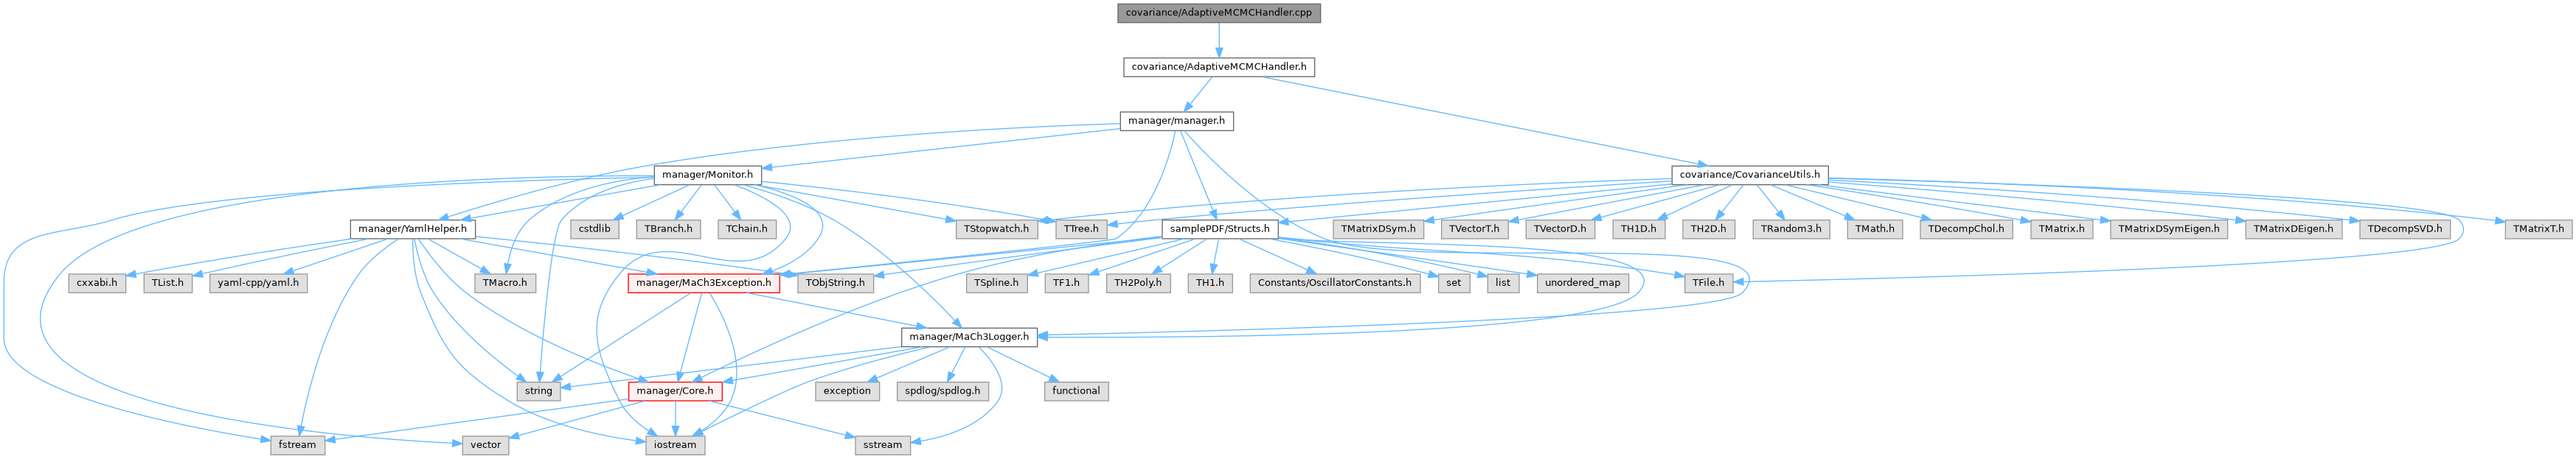 covariance/AdaptiveMCMCHandler.cpp
covariance/AdaptiveMCMCHandler.h
manager/manager.h
manager/Monitor.h
covariance/CovarianceUtils.h
manager/YamlHelper.h
cstdlib
TBranch.h
TChain.h
TStopwatch.h
TTree.h
samplePDF/Structs.h
TMatrixDSym.h
TVectorT.h
TVectorD.h
TH1D.h
TH2D.h
TRandom3.h
TMath.h
TDecompChol.h
TMatrix.h
TMatrixDSymEigen.h
TMatrixDEigen.h
TDecompSVD.h
TMatrixT.h
cxxabi.h
TList.h
yaml-cpp/yaml.h
TMacro.h
manager/MaCh3Exception.h
TObjString.h
TSpline.h
TF1.h
TH2Poly.h
TH1.h
Constants/OscillatorConstants.h
set
list
unordered_map
TFile.h
manager/MaCh3Logger.h
string
manager/Core.h
exception
spdlog/spdlog.h
functional
fstream
vector
iostream
sstream